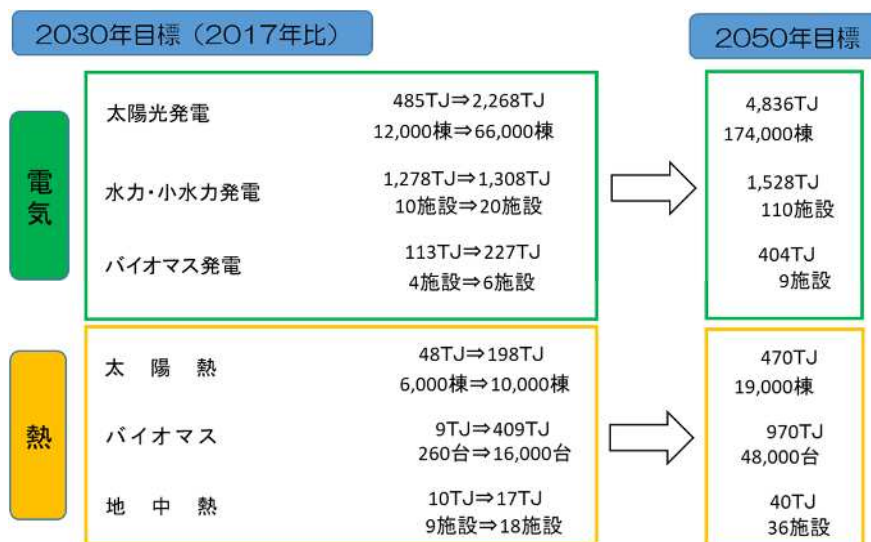 2030年目標（2017年比）
2050年目標
電気
太陽光発電
485TJ⇒2,268TJ
12,000棟⇒66,000棟
4,836TJ
174,000棟
水力・小水力発電
1,278TJ⇒1,308TJ
10施設⇒20施設
1,528TJ
110施設
バイオマス発電
113TJ⇒227TJ
4施設⇒6施設
404TJ
9施設
熱
太 陽 熱
48TJ⇒198TJ
6,000棟⇒10,000棟
470TJ
19,000棟
バイオマス
9TJ⇒409TJ
260台⇒16,000台
970TJ
48,000台
地 中 熱
10TJ⇒17TJ
9施設⇒18施設
40TJ
36施設